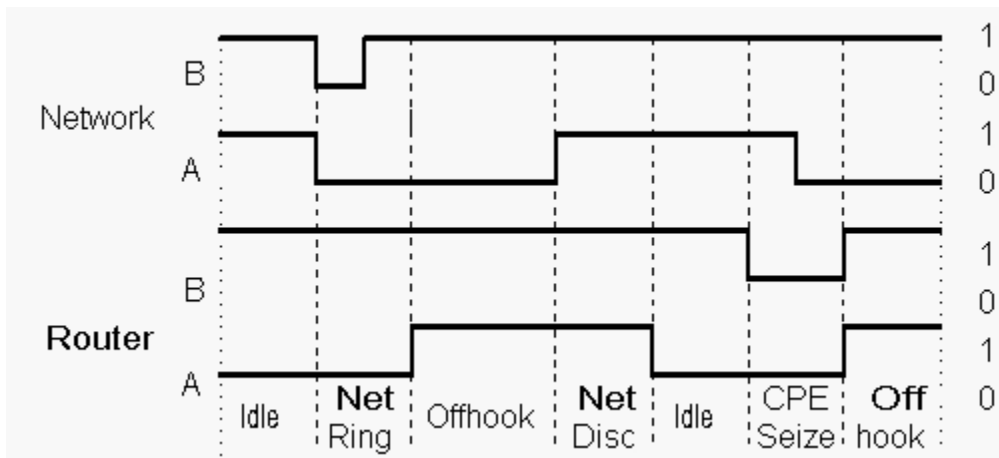 1
B
0
Network
1
A
0
1
B
0
Router
1
A
0
Idle
Net
Ring
Offhook
Net
Disc
Idle
CPE
Seize
Off
hook